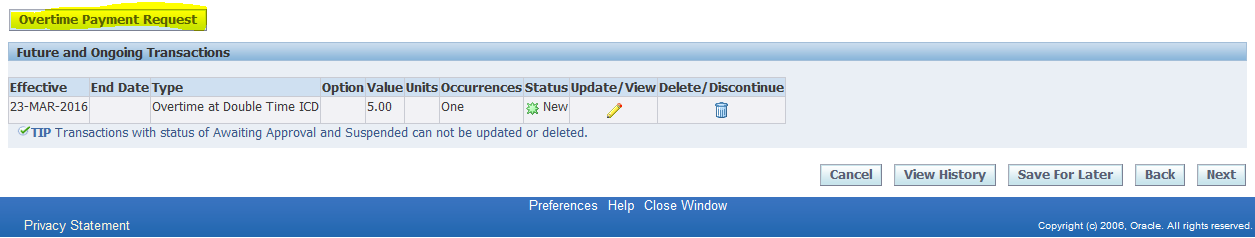 Overtime Payment Request
Future and Ongoing Transactions
Effective End Date Type Option Value Units Occurrences Status Update/View Delete/Discontinue
23-MAR-2016 Overtime at Double Time ICD 5.00 One New
TIP Transactions with status of Awaiting Approval and Suspended can not be updated or deleted.
Cancel View History Save For Later Back Next
Preferences Help Close Window
Privacy Statement Copyright (c) 2006, Oracle. All rights reserved.